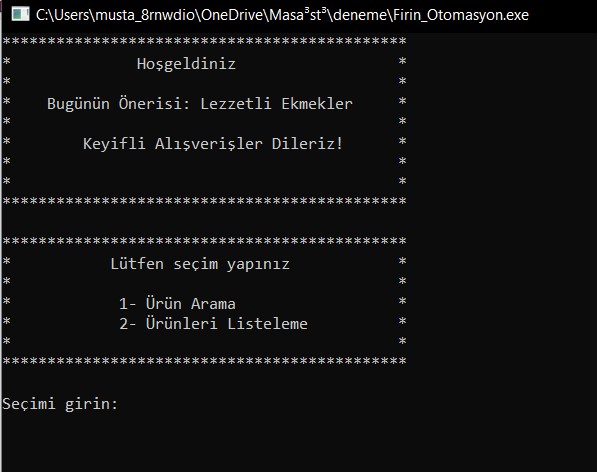 C:\Users\musta_8rnwdio\OneDrive\Masa³st³\deneme\Firin_Otomasyon.exe
*********************************************
* Hoşgeldiniz *
* *
* Bugünün Önerisi: Lezzetli Ekmekler *
* *
* Keyifli Alışverişler Dileriz! *
* *
* *
*********************************************
*********************************************
* Lütfen seçim yapınız *
* *
* 1- Ürün Arama *
* 2- Ürünleri Listeleme *
* *
*********************************************
Seçimi girin: